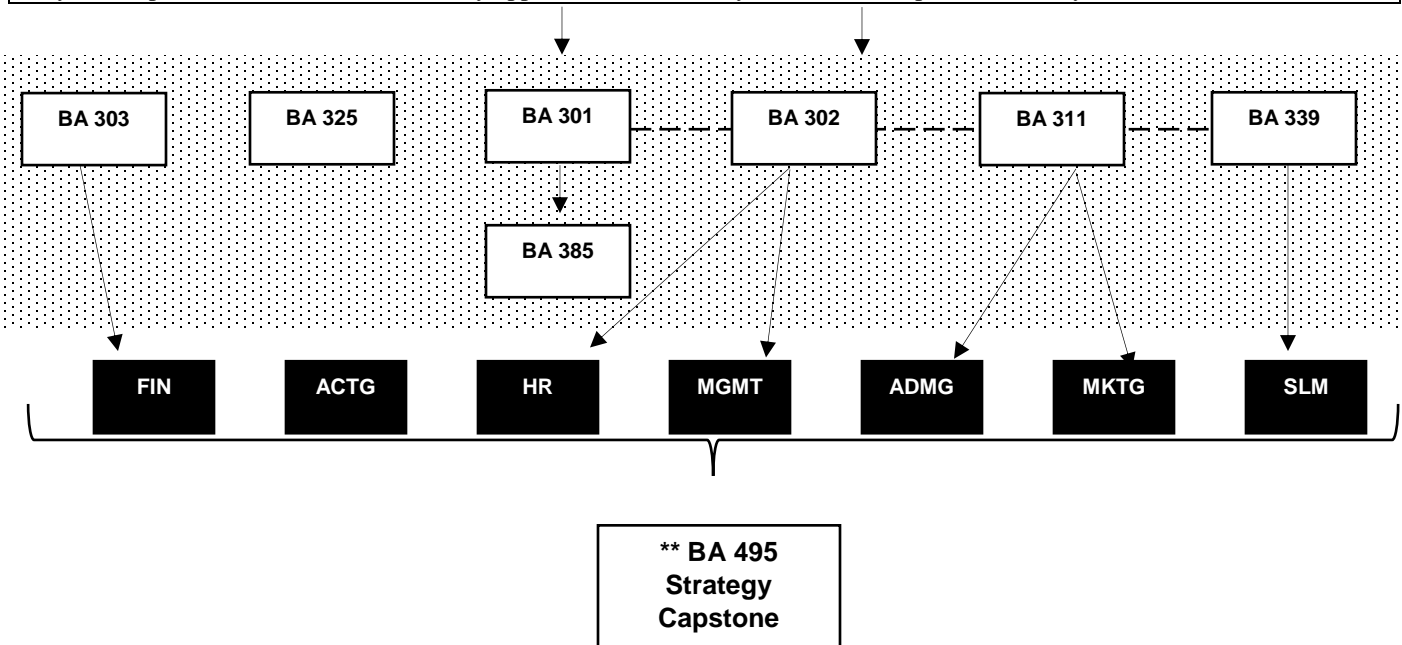 BA 303
BA 325
BA 301
BA 302
BA 311
BA 339
BA 385
FIN
ACTG
HR
MGMT
ADMG
MKTG
SLM
** BA 495
Strategy
Capstone